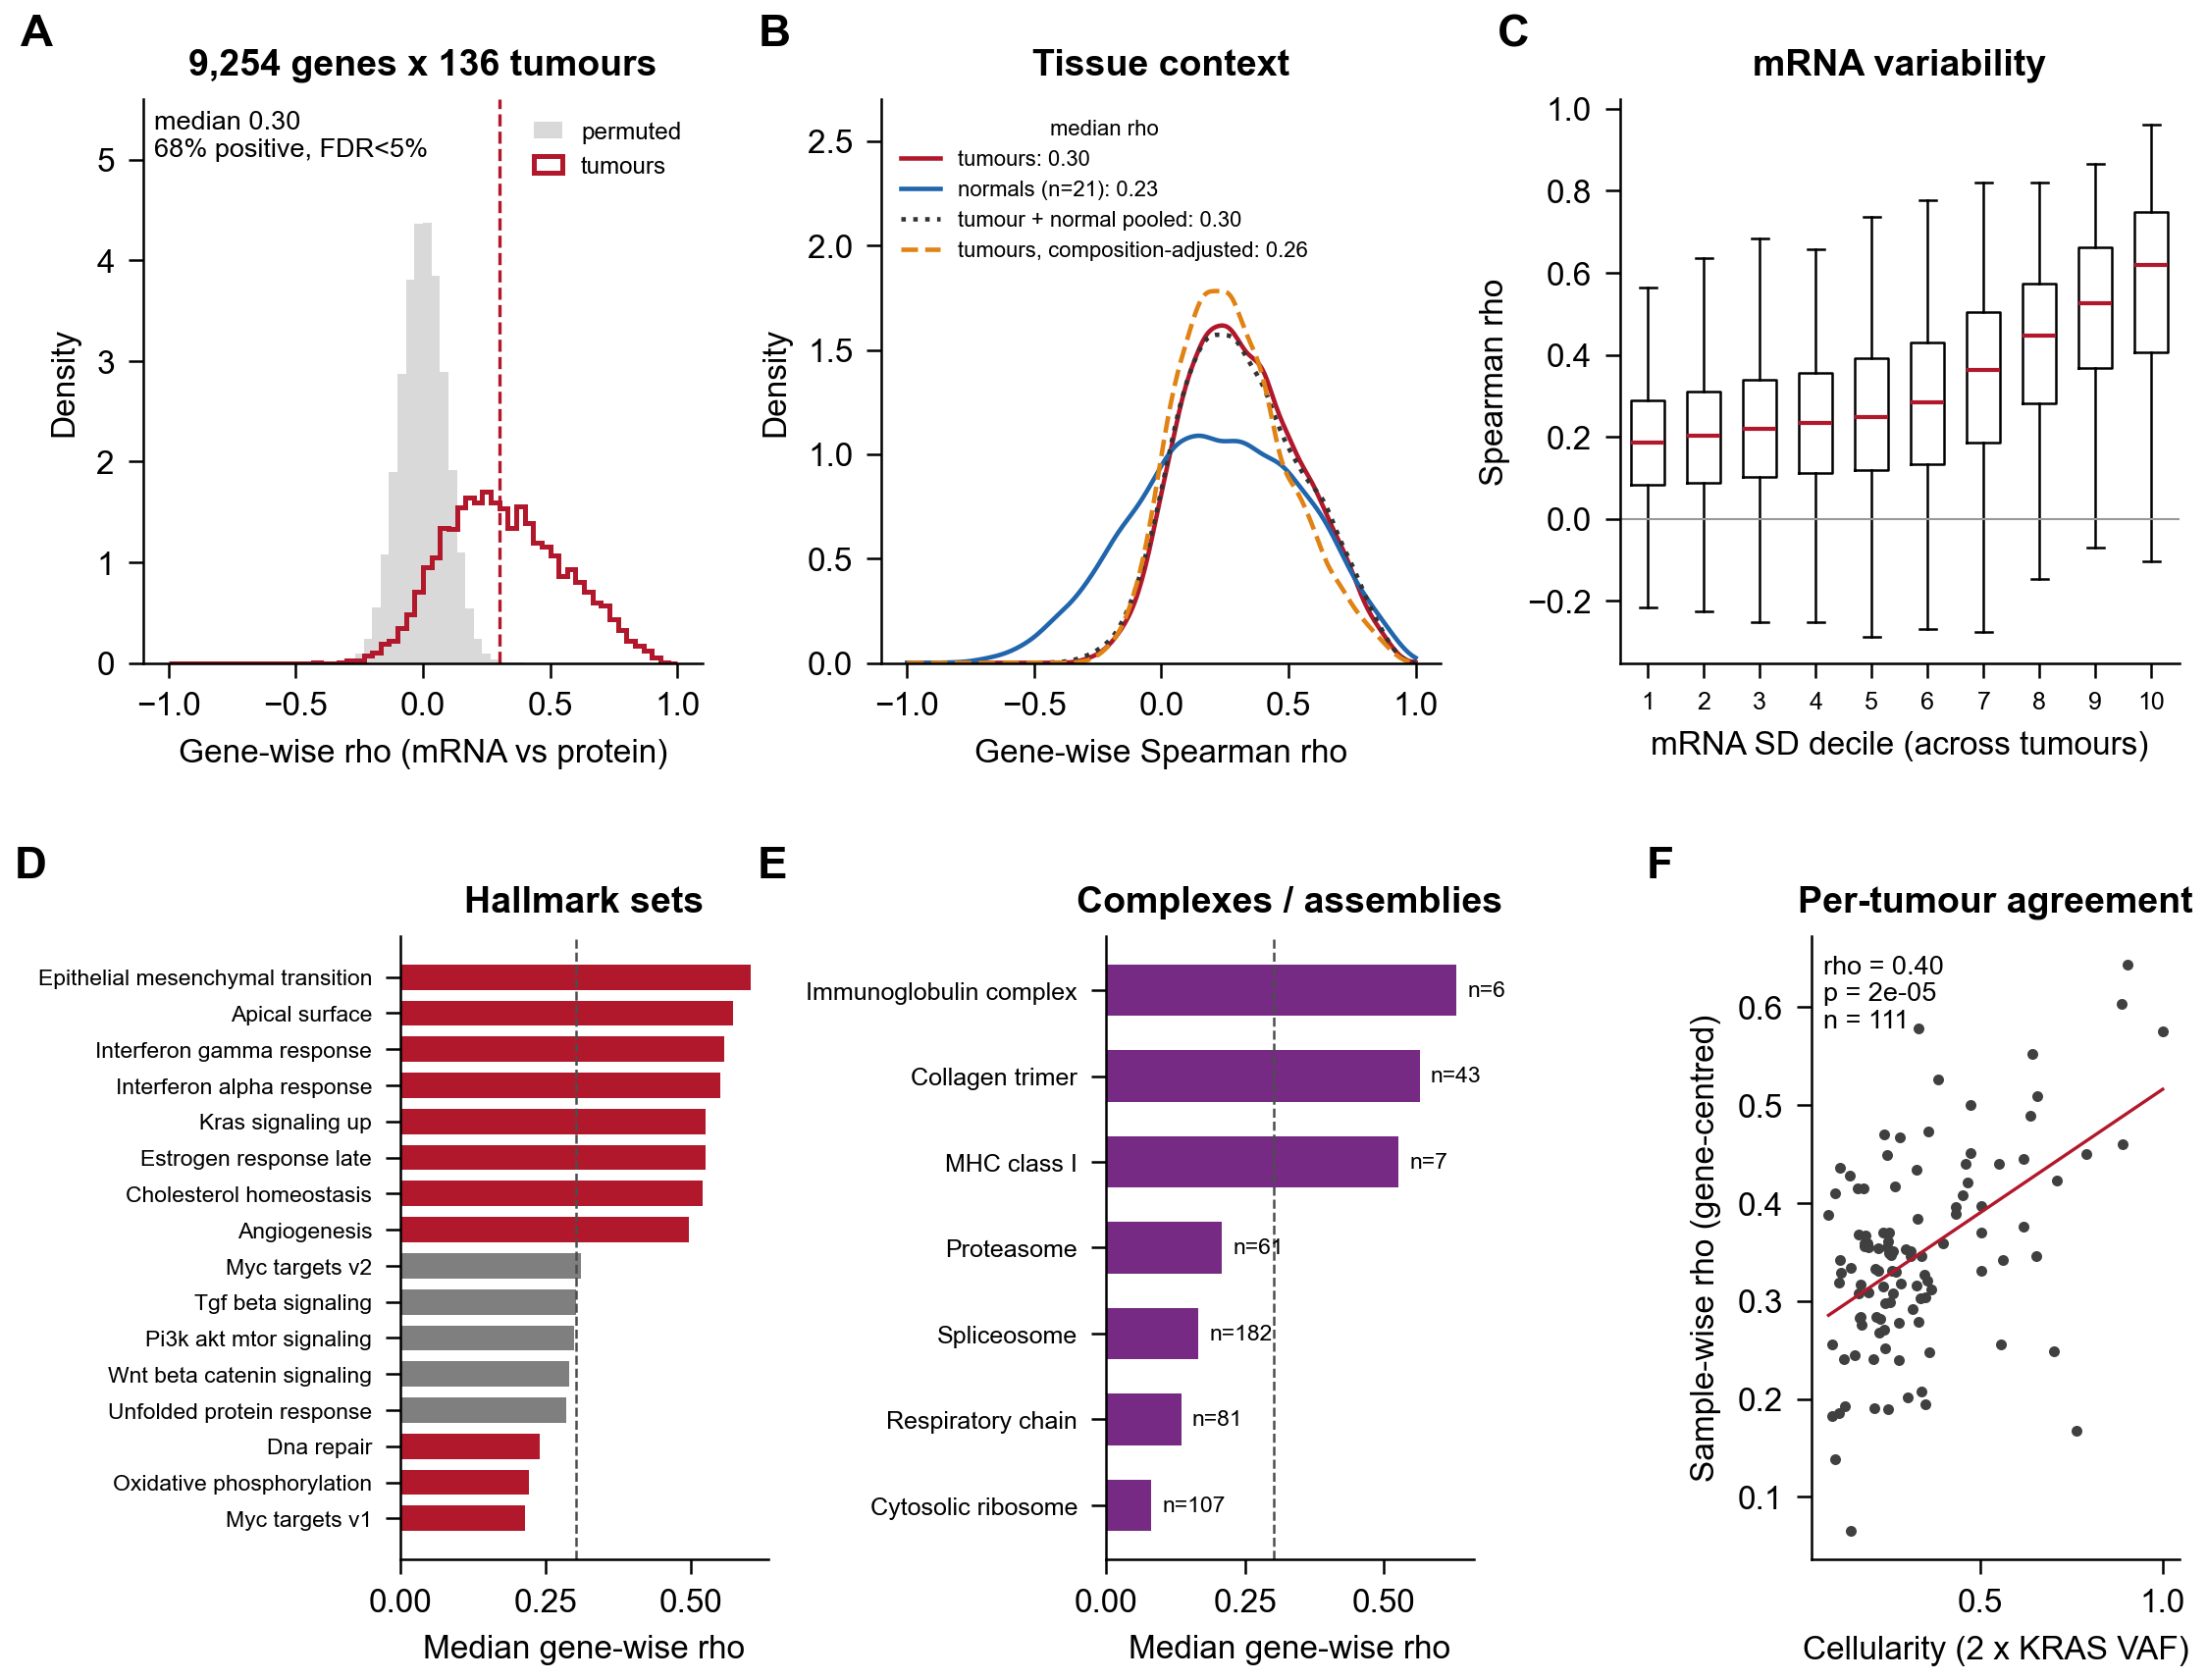 A
9,254 genes x 136 tumours
median 0.30
68% positive, FDR<5%
permuted
tumours
Density
5
4
3
2
1
0
−1.0
−0.5
0.0
0.5
1.0
Gene-wise rho (mRNA vs protein)
B
Tissue context
median rho
tumours: 0.30
normals (n=21): 0.23
tumour + normal pooled: 0.30
tumours, composition-adjusted: 0.26
Density
2.5
2.0
1.5
1.0
0.5
0.0
−1.0
−0.5
0.0
0.5
1.0
Gene-wise Spearman rho
C
mRNA variability
Spearman rho
1.0
0.8
0.6
0.4
0.2
0.0
−0.2
1
2
3
4
5
6
7
8
9
10
mRNA SD decile (across tumours)
D
Hallmark sets
Epithelial mesenchymal transition
Apical surface
Interferon gamma response
Interferon alpha response
Kras signaling up
Estrogen response late
Cholesterol homeostasis
Angiogenesis
Myc targets v2
Tgf beta signaling
Pi3k akt mtor signaling
Wnt beta catenin signaling
Unfolded protein response
Dna repair
Oxidative phosphorylation
Myc targets v1
0.00
0.25
0.50
Median gene-wise rho
E
Complexes / assemblies
Immunoglobulin complex
n=6
Collagen trimer
n=43
MHC class I
n=7
Proteasome
n=61
Spliceosome
n=182
Respiratory chain
n=81
Cytosolic ribosome
n=107
0.00
0.25
0.50
Median gene-wise rho
F
Per-tumour agreement
rho = 0.40
p = 2e-05
n = 111
Sample-wise rho (gene-centred)
0.6
0.5
0.4
0.3
0.2
0.1
0.5
1.0
Cellularity (2 x KRAS VAF)